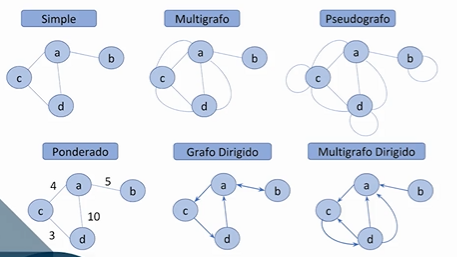 Simple
Multigrafo
Pseudografo
a
b
c
d
a
b
c
d
a
b
c
d
Ponderado
Grafo Dirigido
Multigrafo Dirigido
4
a
5
b
c
10
3
d
a
b
c
d
a
b
c
d